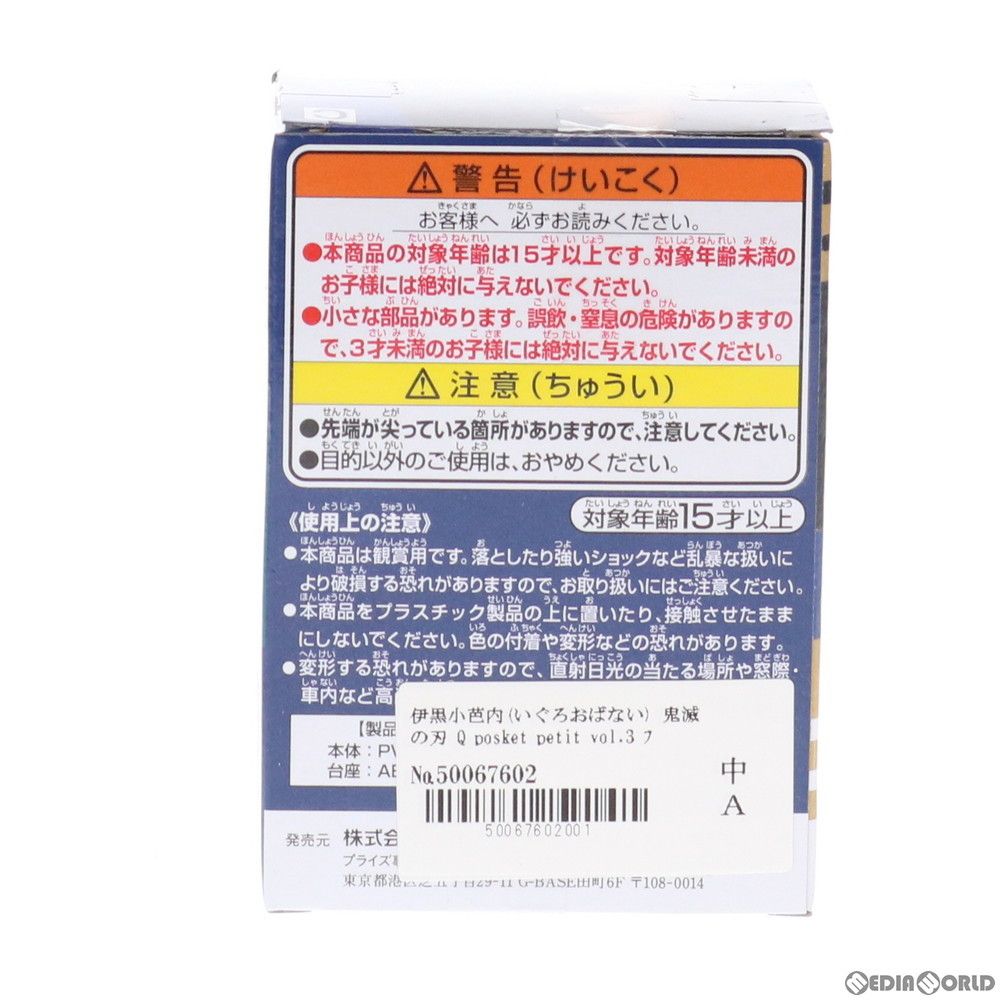 警告(けいこく)
お客様へ 必ずお読みください。
●本商品の対象年齢は15才以上です。対象年齢未満の
お子様には絶対に与えないでください。
●小さな部品があります。誤飲・窒息の危険がありますの
で、3才未満のお子様には絶対に与えないでください。
注意(ちゅうい)
●先端が尖っている箇所がありますので、注意してください。
●目的以外のご使用は、おやめください。
《使用上の注意》
対象年齢15才以上
●本商品は観賞用です。落としたり強いショックなど乱暴な扱いに
より破損する恐れがありますので、お取り扱いにはご注意ください。
●本商品をプラスチック製品の上に置いたり、接触させたまま
にしないでください。色の付着や変形などの恐れがあります。
●変形する恐れがありますので、直射日光の当たる場所や窓際・
車内など高
【製品
本体:PV
台座:AB
伊黒小芭内(いぐろおばない) 鬼滅
の刃 Q posket petit vol.3 フ
No.50067602
中
A
50067602001
発売元 株式会
プライズ事
東京都港区芝五丁目29-11 G-BASE田町6F 〒108-0014
MEDIAWORLD